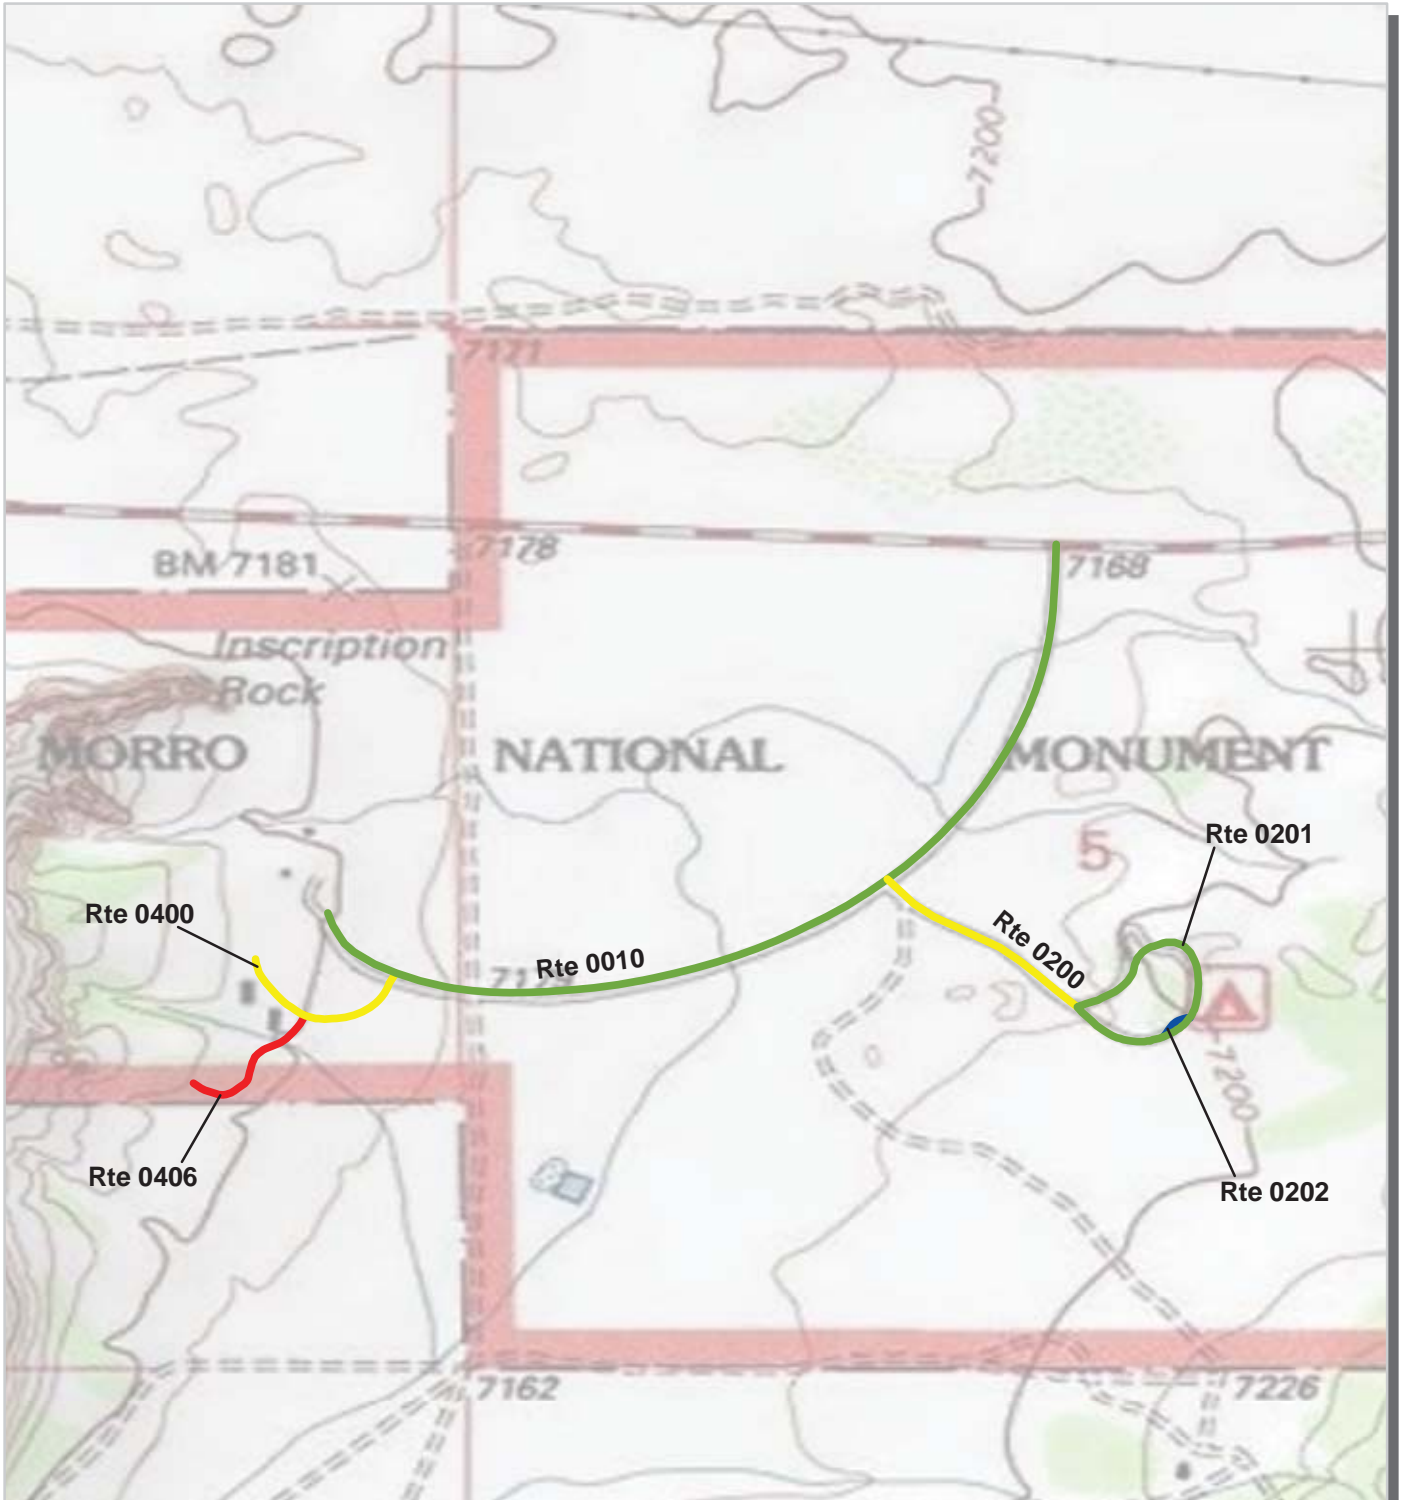 7200
7171
7178
7168
BM 7181
Inscription
Rock
MORRO
NATIONAL
MONUMENT
5
Rte 0201
Rte 0400
Rte 0010
Rte 0200
7200
Rte 0406
Rte 0202
7162
7226